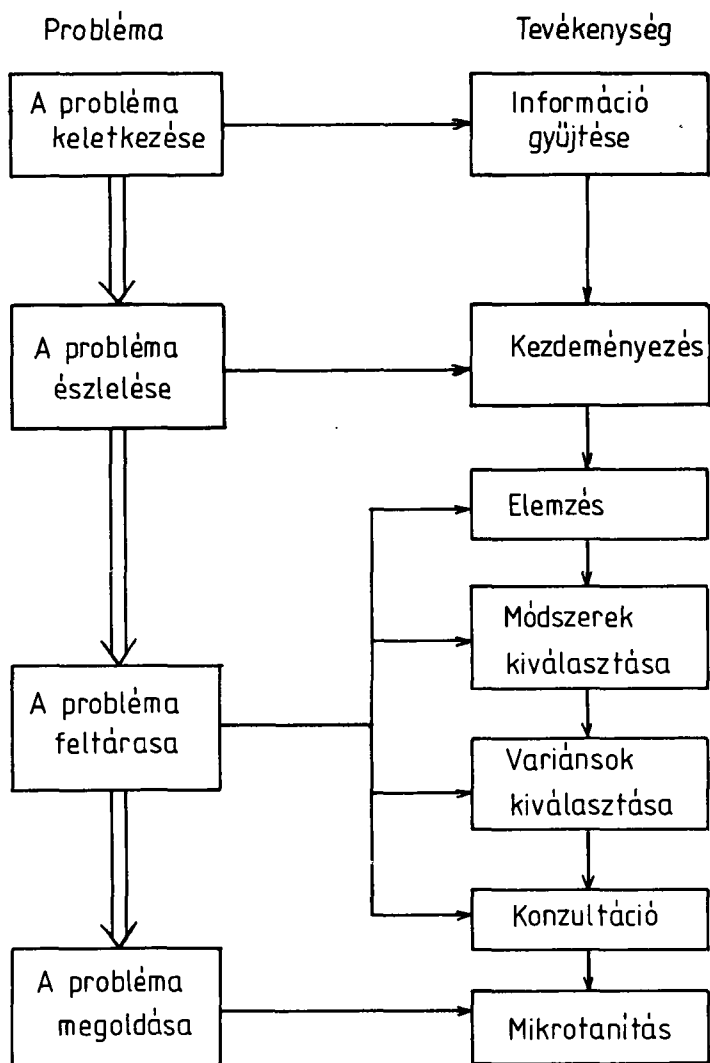 Probléma
Tevékenység
A probléma
keletkezése
Információ
gyűjtése
A probléma
észlelése
Kezdeményezés
Elemzés
Módszerek
kiválasztása
A probléma
feltárasa
Variánsok
kiválasztása
Konzultáció
A probléma
megoldása
Mikrotanítás